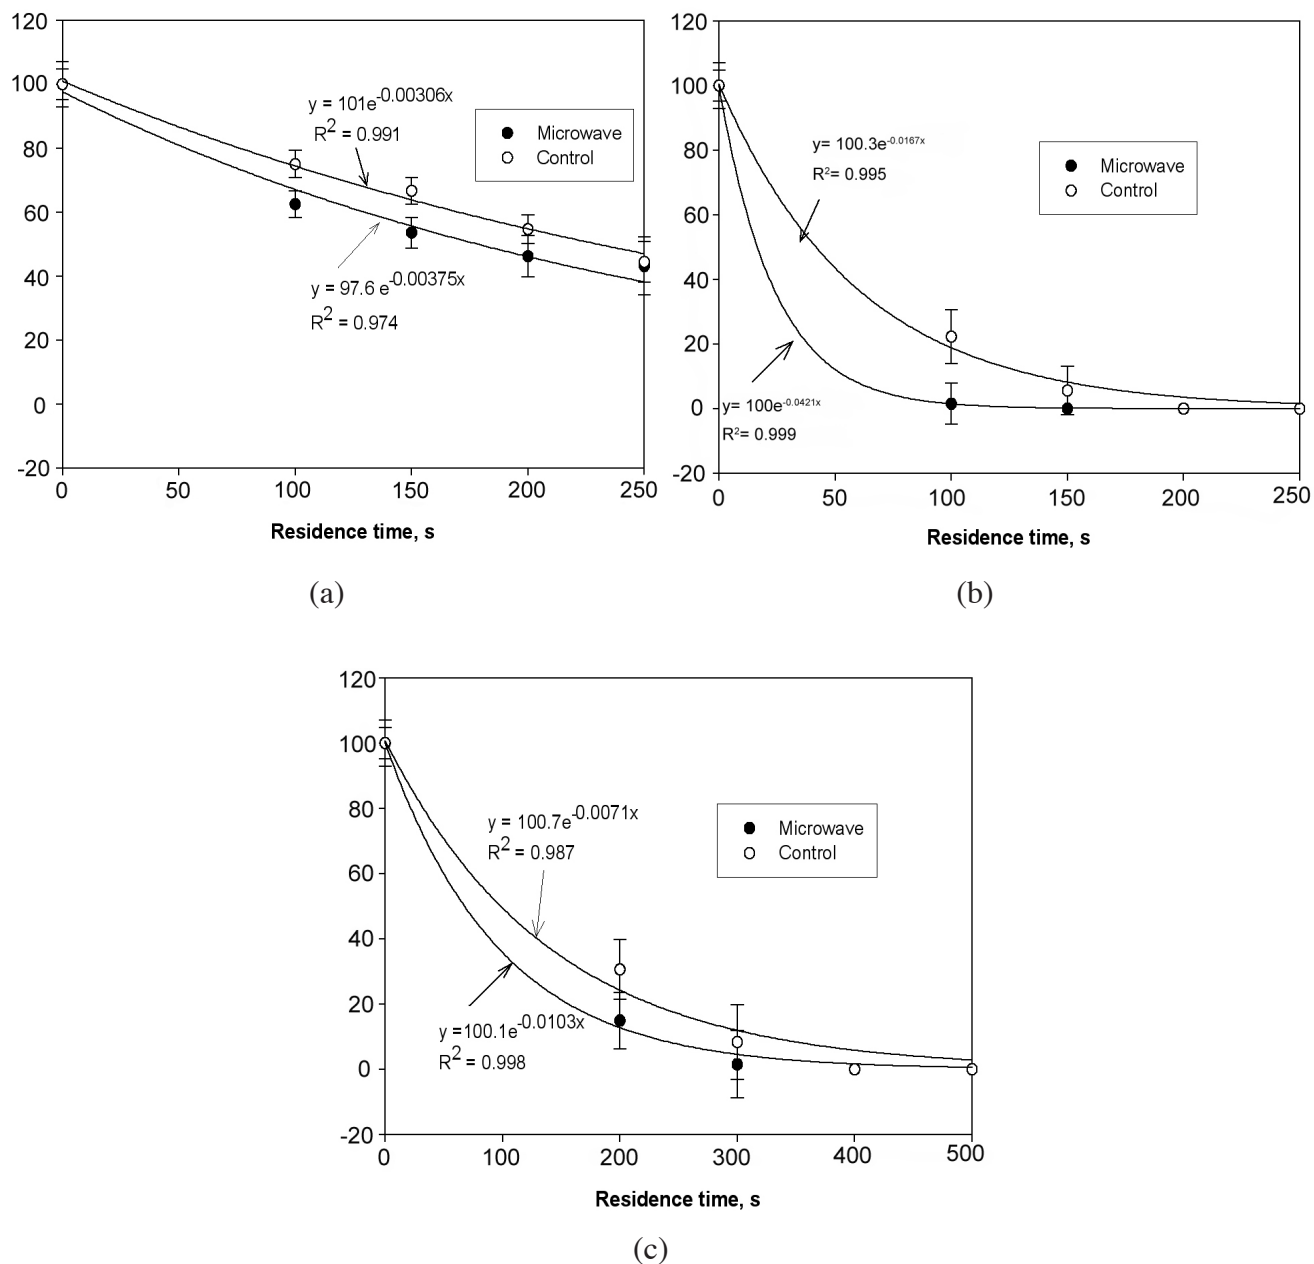 120
100
80
60
40
20
0
-20
y = 101e-0.00306x
R2 = 0.991
Microwave
Control
y = 97.6 e-0.00375x
R2 = 0.974
0 50 100 150 200 250
Residence time, s
(a)
120
100
80
60
40
20
0
-20
y= 100.3e-0.0167x
R2= 0.995
Microwave
Control
y= 100e-0.0421x
R2= 0.999
0 50 100 150 200 250
Residence time, s
(b)
120
100
80
60
40
20
0
-20
y = 100.7e-0.0071x
R2 = 0.987
Microwave
Control
y =100.1e-0.0103x
R2 = 0.998
0 100 200 300 400 500
Residence time, s
(c)